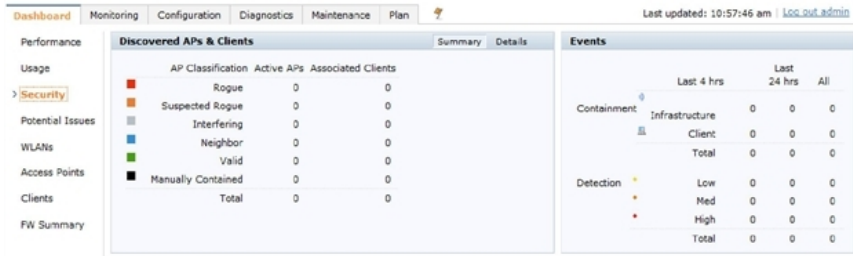 Dashboard Monitoring Configuration Diagnostics Maintenance Plan
Last updated: 10:57:46 am | Log out admin
Performance
Usage
> Security
Potential Issues
WLANs
Access Points
Clients
FW Summary
Discovered APs & Clients Summary Details
AP Classification Active APs Associated Clients
Rogue 0 0
Suspected Rogue 0 0
Interfering 0 0
Neighbor 0 0
Valid 0 0
Manually Contained 0 0
Total 0 0
Events
Last 4 hrs Last 24 hrs All
Containment
Infrastructure 0 0 0
Client 0 0 0
Total 0 0 0
Detection Low 0 0 0
Med 0 0 0
High 0 0 0
Total 0 0 0